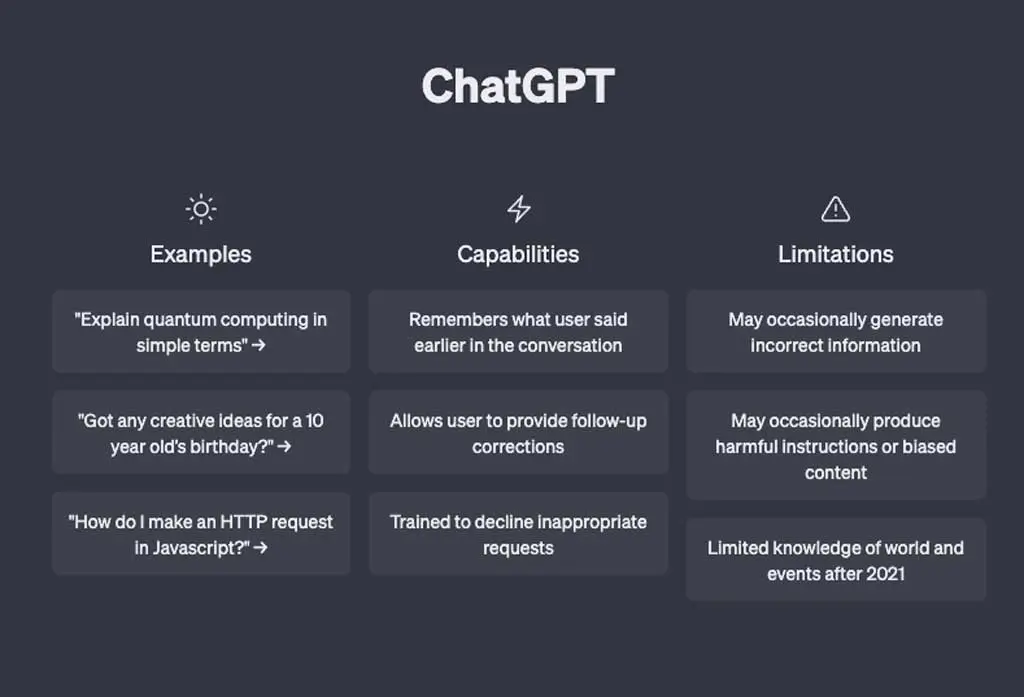 ChatGPT
Examples
"Explain quantum computing in
simple terms" →
"Got any creative ideas for a 10
year old's birthday?" →
"How do I make an HTTP request
in Javascript?" →
Capabilities
Remembers what user said
earlier in the conversation
Allows user to provide follow-up
corrections
Trained to decline inappropriate
requests
Limitations
May occasionally generate
incorrect information
May occasionally produce
harmful instructions or biased
content
Limited knowledge of world and
events after 2021